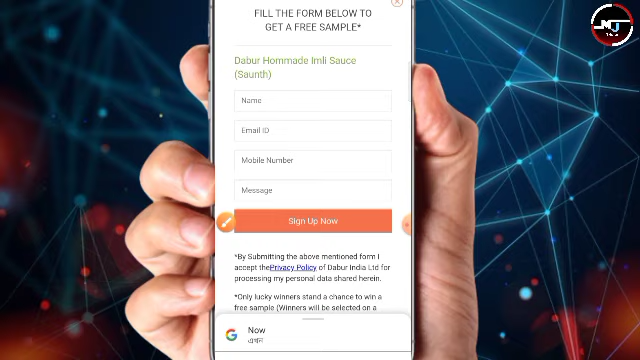 FILL THE FORM BELOW TO
GET A FREE SAMPLE*
Dabur Hommade Imli Sauce
(Saunth)
Name
Email ID
Mobile Number
Message
Sign Up Now
*By Submitting the above mentioned form I
accept thePrivacy Policy of Dabur India Ltd for
processing my personal data shared herein.
*Only lucky winners stand a chance to win a
free sample (Winners will be selected on a
Now
এখন